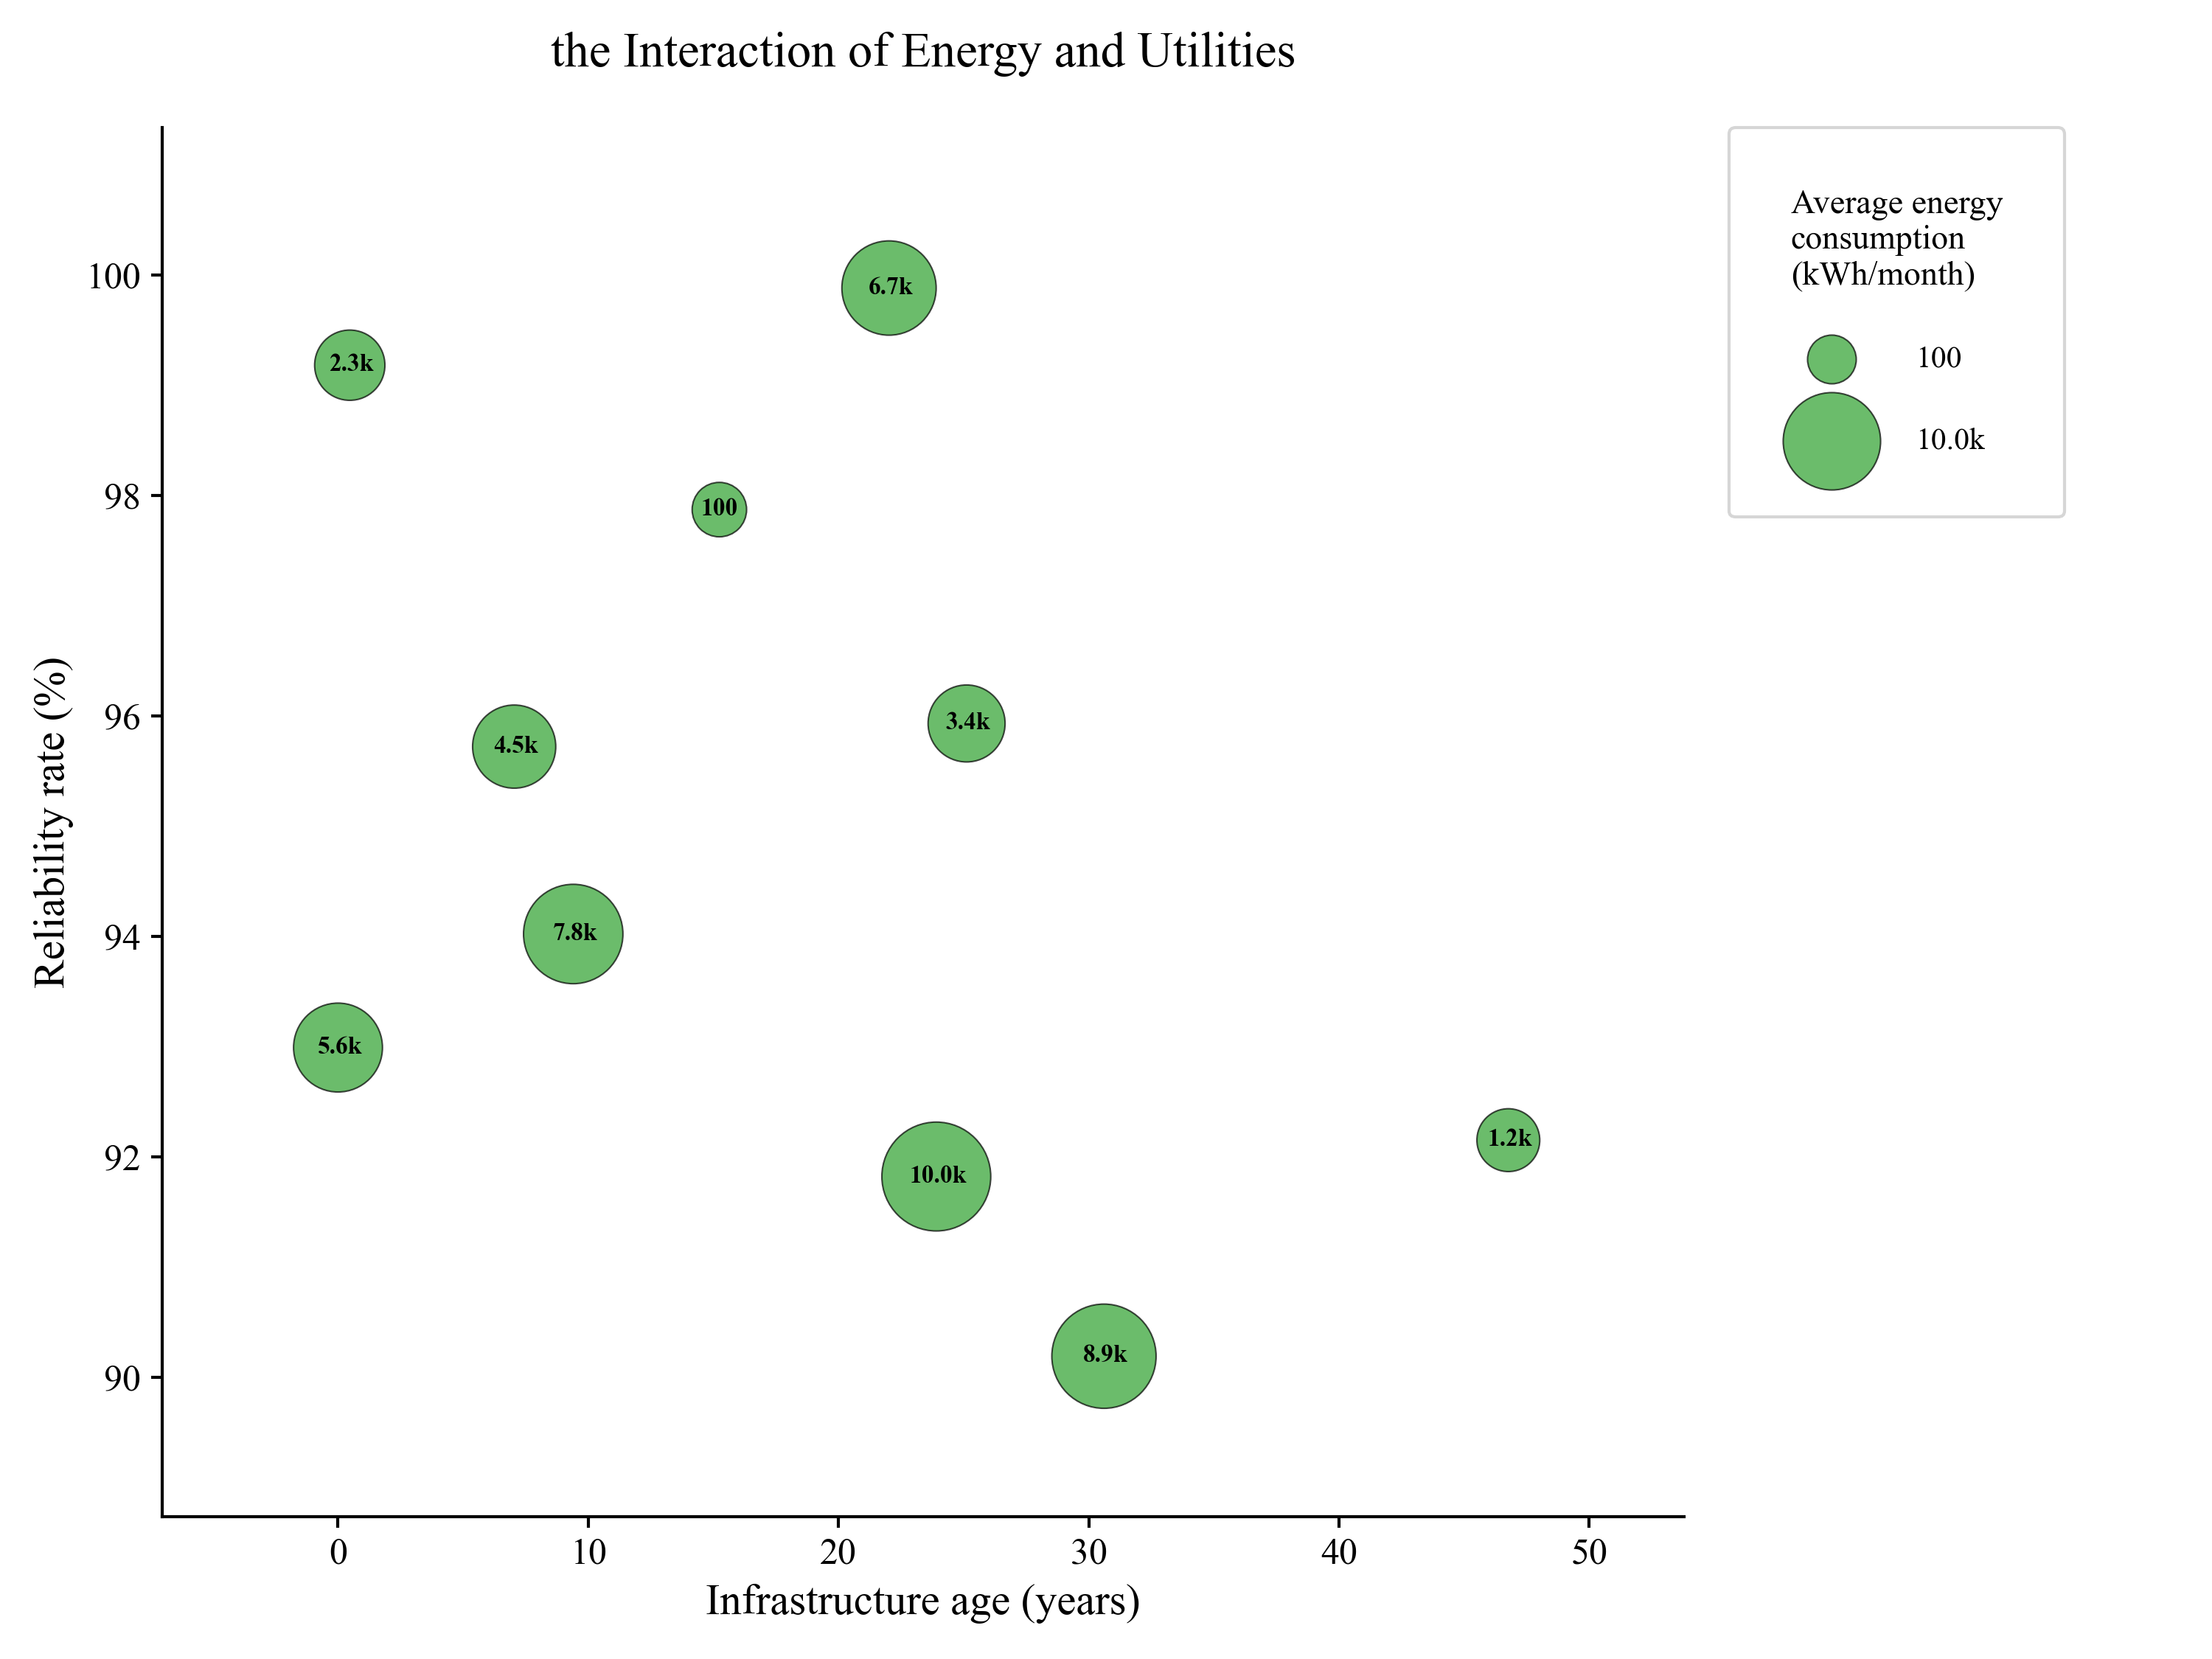 the Interaction of Energy and Utilities
Average energy
consumption
(kWh/month)
100
10.0k
Reliability rate (%)
100
98
96
94
92
90
6.7k
2.3k
100
3.4k
4.5k
7.8k
5.6k
1.2k
10.0k
8.9k
0
10
20
30
40
50
Infrastructure age (years)